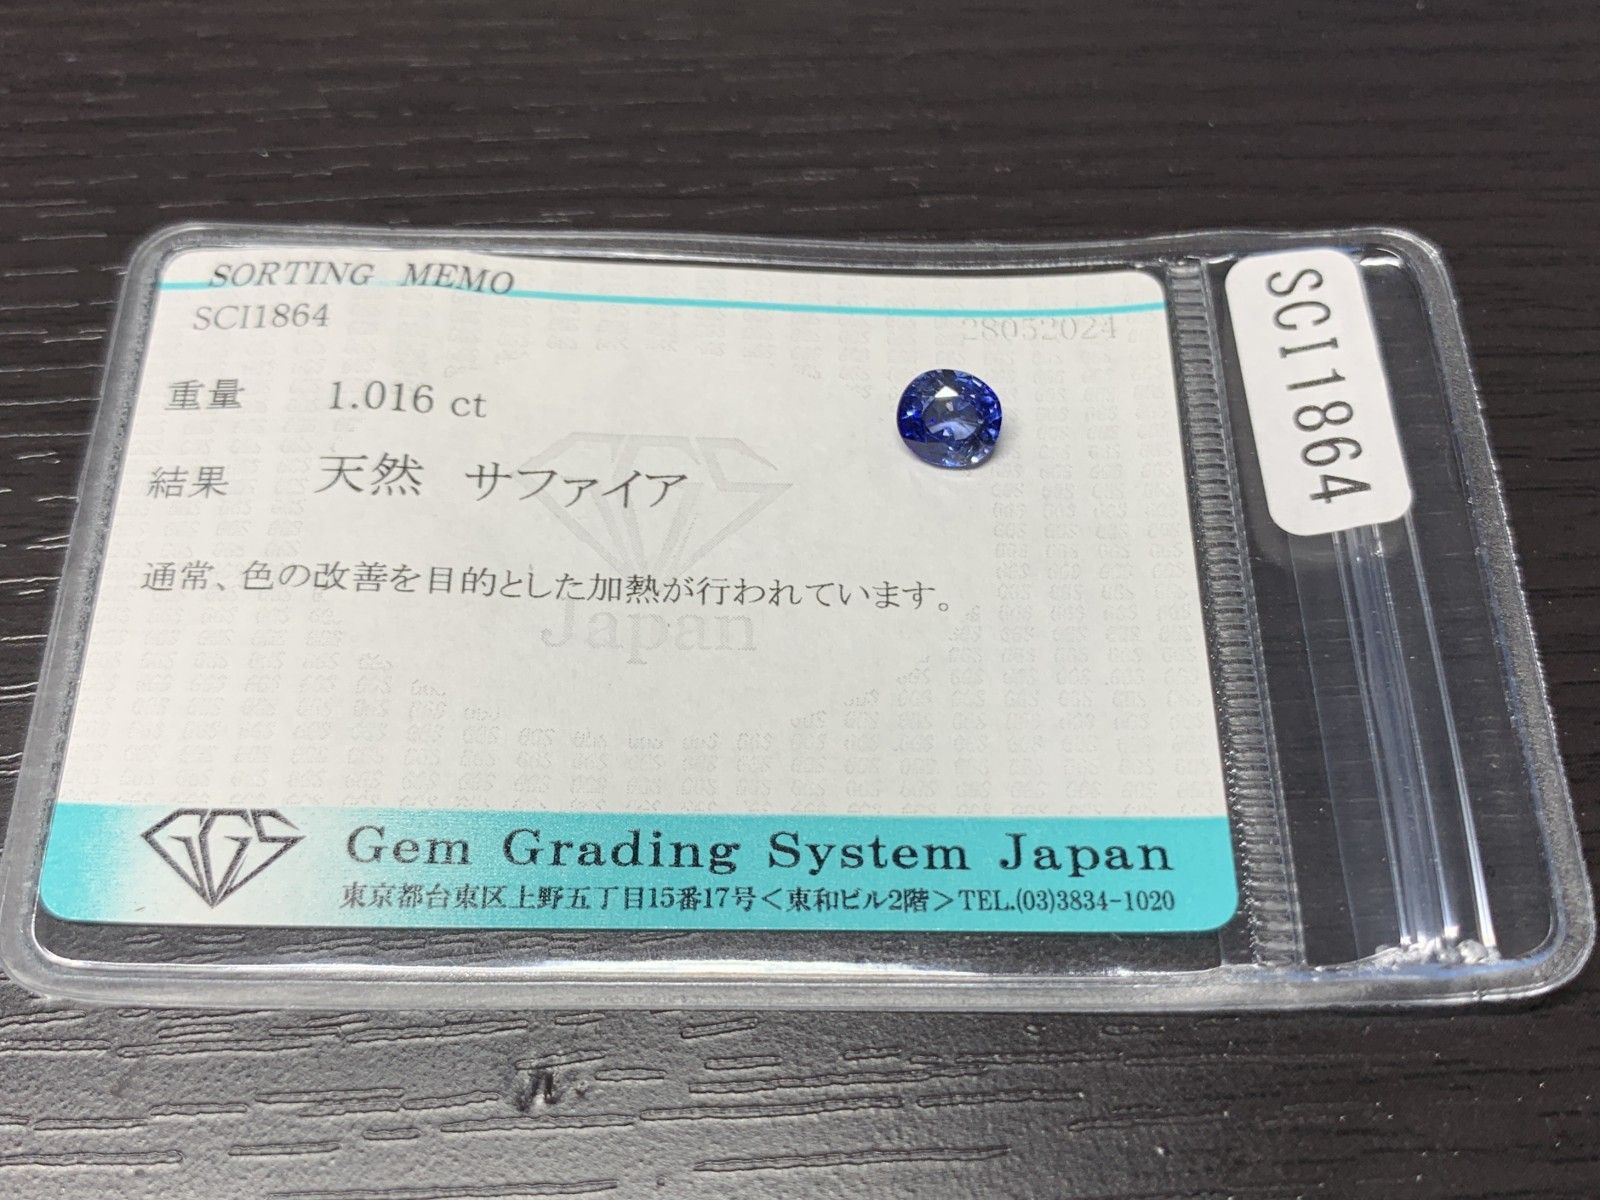 SORTING MEMO
SCI1864
28052024
重量 1.016 ct
結果 天然 サファイア
通常、色の改善を目的とした加熱が行われています。
GGS
Japan
GGS
Gem Grading System Japan
東京都台東区上野五丁目15番17号<東和ビル2階>TEL.(03)3834-1020
SCI1864